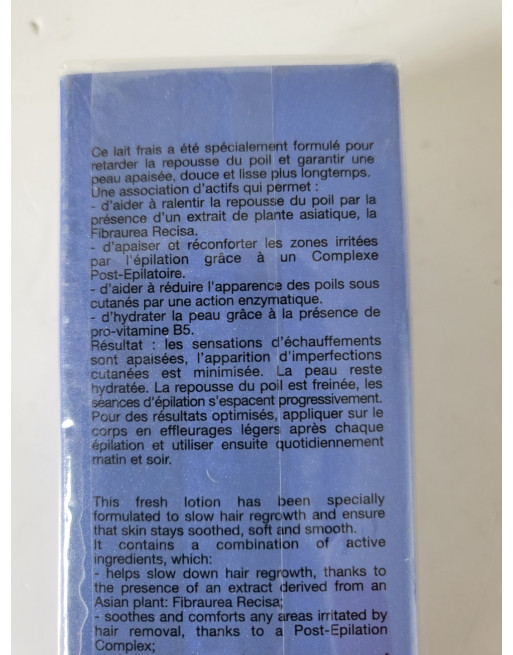 Ce lait frais a été spécialement formulé pour
retarder la repousse du poil et garantir une
peau apaisée, douce et lisse plus longtemps.
Une association d'actifs qui permet :
- d'aider à ralentir la repousse du poil par la
présence d'un extrait de plante asiatique, la
Fibraurea Recisa.
- d'apaiser et réconforter les zones irritées
par l'épilation grâce à un Complexe
Post-Epilatoire.
- d'aider à réduire l'apparence des poils sous
cutanés par une action enzymatique.
- d'hydrater la peau grâce à la présence de
pro-vitamine B5.
Résultat : les sensations d'échauffements
sont apaisées, l'apparition d'imperfections
cutanées est minimisée. La peau reste
hydratée. La repousse du poil est freinée, les
séances d'épilation s'espacent progressivement.
Pour des résultats optimisés, appliquer sur le
corps en effleurages légers après chaque
épilation et utiliser ensuite quotidiennement
matin et soir.
This fresh lotion has been specially
formulated to slow hair regrowth and ensure
that skin stays soothed, soft and smooth.
It contains a combination of active
ingredients, which:
- helps slow down hair regrowth, thanks to
the presence of an extract derived from an
Asian plant: Fibraurea Recisa;
- soothes and comforts any areas irritated by
hair removal, thanks to a Post-Epilation
Complex;